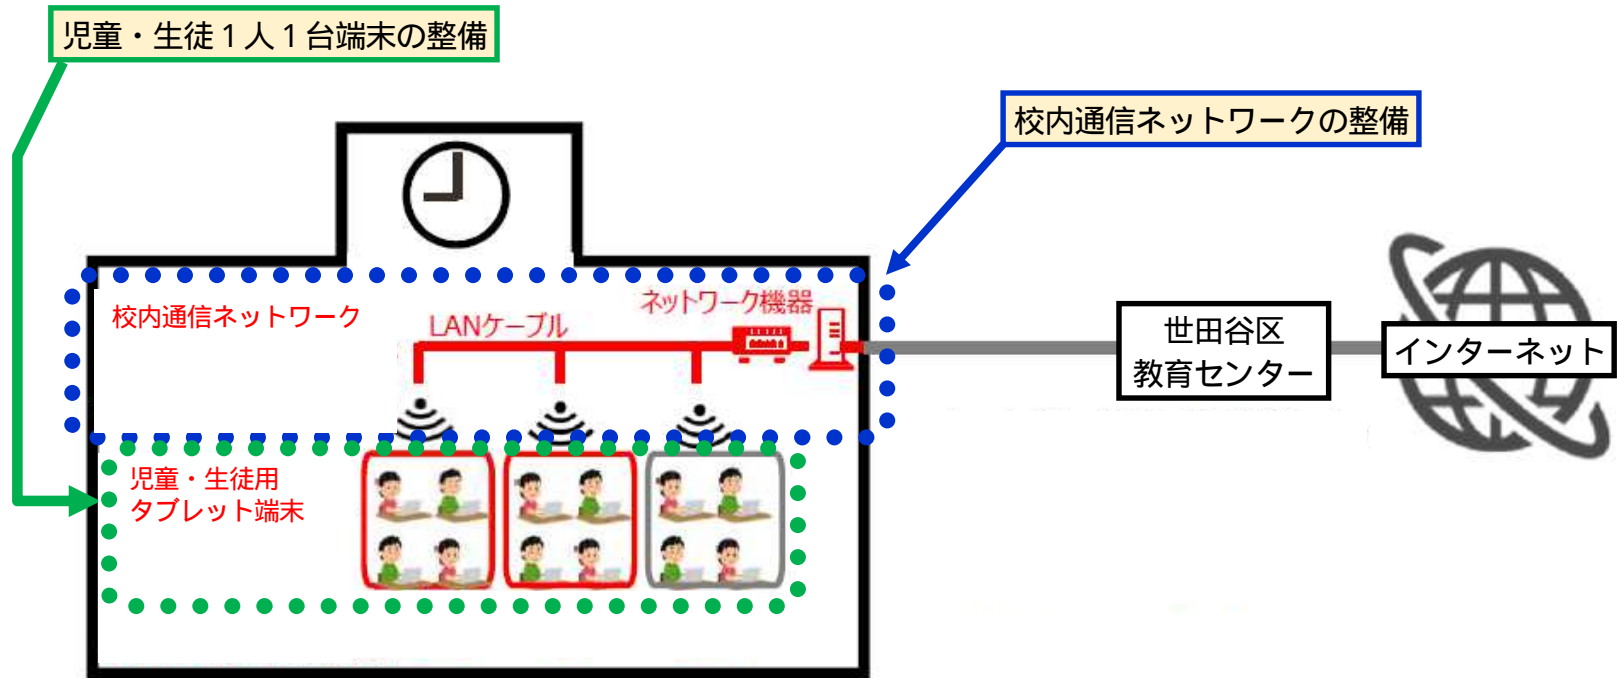 児童・生徒１人１台端末の整備
校内通信ネットワークの整備
校内通信ネットワーク
LANケーブル
ネットワーク機器
世田谷区
教育センター
インターネット
児童・生徒用
タブレット端末